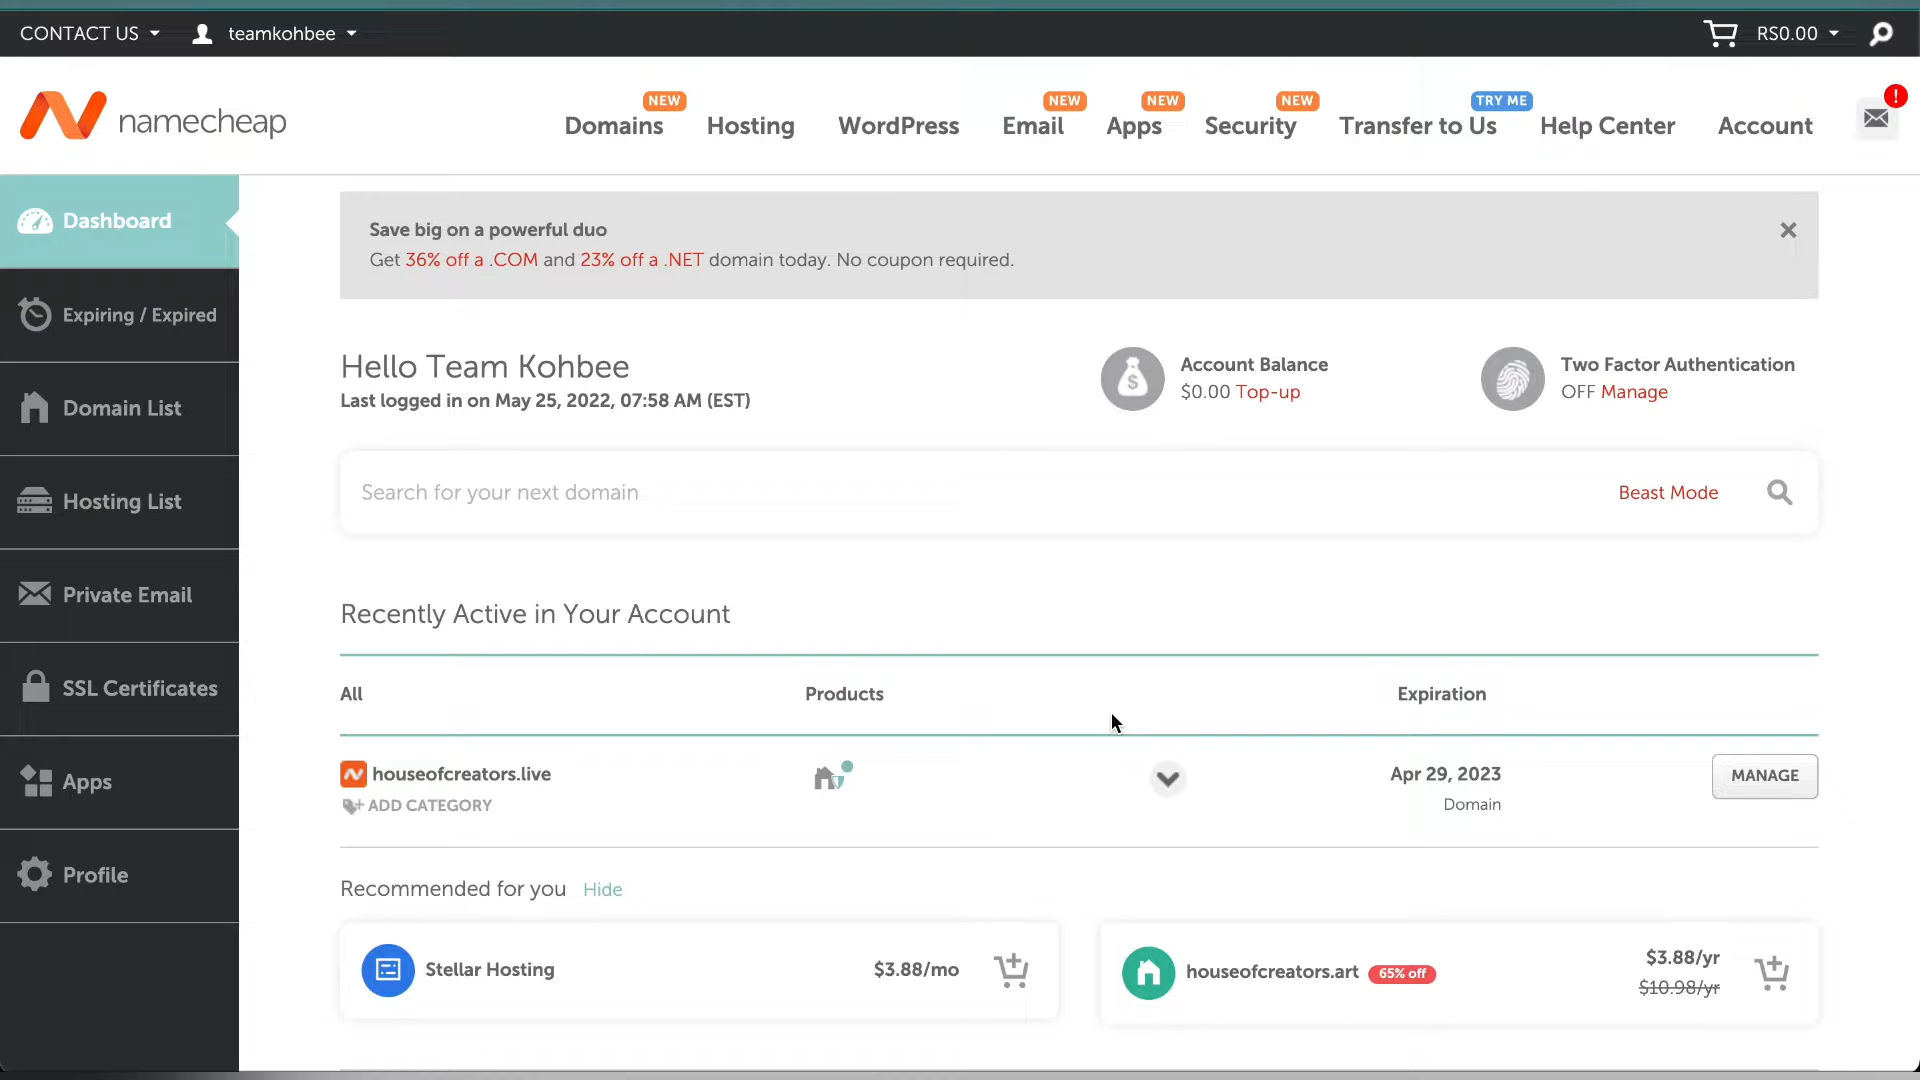 CONTACT US
teamkohbee
RS0.00
namecheap
NEW
Domains
Hosting
WordPress
NEW
Email
NEW
Apps
NEW
Security
TRY ME
Transfer to Us
Help Center
Account
!
Dashboard
Expiring / Expired
Domain List
Hosting List
Private Email
SSL Certificates
Apps
Profile
Save big on a powerful duo
Get 36% off a .COM and 23% off a .NET domain today. No coupon required.
Hello Team Kohbee
Last logged in on May 25, 2022, 07:58 AM (EST)
Account Balance
$0.00 Top-up
Two Factor Authentication
OFF Manage
Search for your next domain
Beast Mode
Recently Active in Your Account
All
Products
Expiration
houseofcreators.live
ADD CATEGORY
Apr 29, 2023
Domain
MANAGE
Recommended for you Hide
Stellar Hosting
$3.88/mo
houseofcreators.art
65% off
$3.88/yr
$10.98/yr